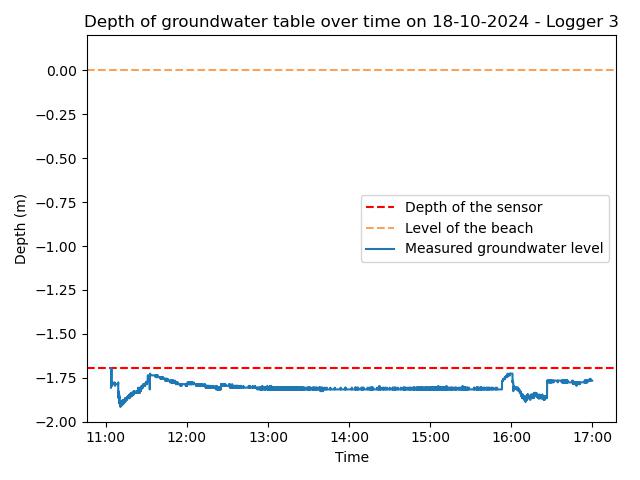 Depth of groundwater table over time on 18-10-2024 - Logger 3
0.00
−0.25
−0.50
−0.75
−1.00
−1.25
−1.50
−1.75
−2.00
Depth (m)
Depth of the sensor
Level of the beach
Measured groundwater level
11:00 12:00 13:00 14:00 15:00 16:00 17:00
Time